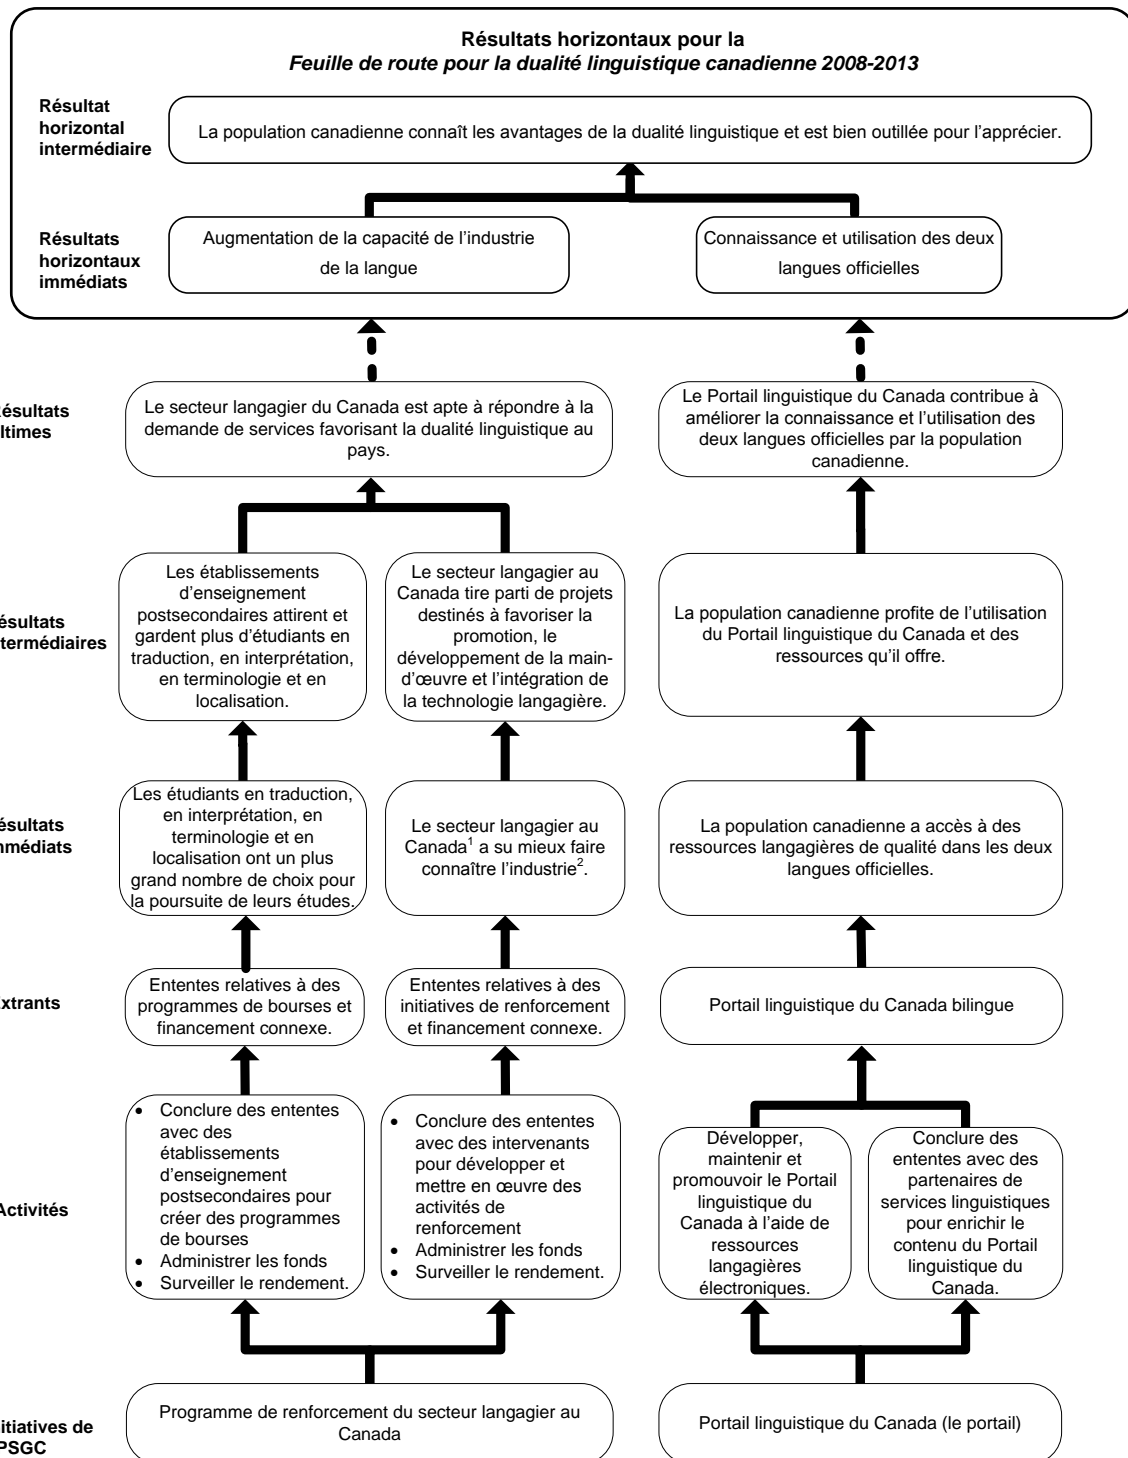 Résultats horizontaux pour la
Feuille de route pour la dualité linguistique canadienne 2008-2013
Résultat
horizontal
intermédiaire
La population canadienne connaît les avantages de la dualité linguistique et est bien outillée pour l'apprécier.
Résultats
horizontaux
immédiats
Augmentation de la capacité de l'industrie
de la langue
Connaissance et utilisation des deux
langues officielles
ésultats
ltimes
Le secteur langagier du Canada est apte à répondre à la
demande de services favorisant la dualité linguistique au
pays.
Le Portail linguistique du Canada contribue à
améliorer la connaissance et l'utilisation des
deux langues officielles par la population
canadienne.
ésultats
ntermédiaires
Les établissements
d'enseignement
postsecondaires attirent et
gardent plus d'étudiants en
traduction, en interprétation,
en terminologie et en
localisation.
Le secteur langagier au
Canada tire parti de projets
destinés à favoriser la
promotion, le
développement de la main-
d'œuvre et l'intégration de
la technologie langagière.
La population canadienne profite de l'utilisation
du Portail linguistique du Canada et des
ressources qu'il offre.
ésultats
mmédiats
Les étudiants en traduction,
en interprétation, en
terminologie et en
localisation ont un plus
grand nombre de choix pour
la poursuite de leurs études.
Le secteur langagier au
Canada1 a su mieux faire
connaître l'industrie2.
La population canadienne a accès à des
ressources langagières de qualité dans les deux
langues officielles.
Extrants
Ententes relatives à des
programmes de bourses et
financement connexe.
Ententes relatives à des
initiatives de renforcement
et financement connexe.
Portail linguistique du Canada bilingue
Activités
• Conclure des ententes
avec des
établissements
d'enseignement
postsecondaires pour
créer des programmes
de bourses
• Administrer les fonds
• Surveiller le rendement.
• Conclure des ententes
avec des intervenants
pour développer et
mettre en œuvre des
activités de
renforcement
• Administrer les fonds
• Surveiller le rendement.
Développer,
maintenir et
promouvoir le Portail
linguistique du
Canada à l'aide de
ressources
langagières
électroniques.
Conclure des
ententes avec des
partenaires de
services linguistiques
pour enrichir le
contenu du Portail
linguistique du
Canada.
itiatives de
PSGC
Programme de renforcement du secteur langagier au
Canada
Portail linguistique du Canada (le portail)